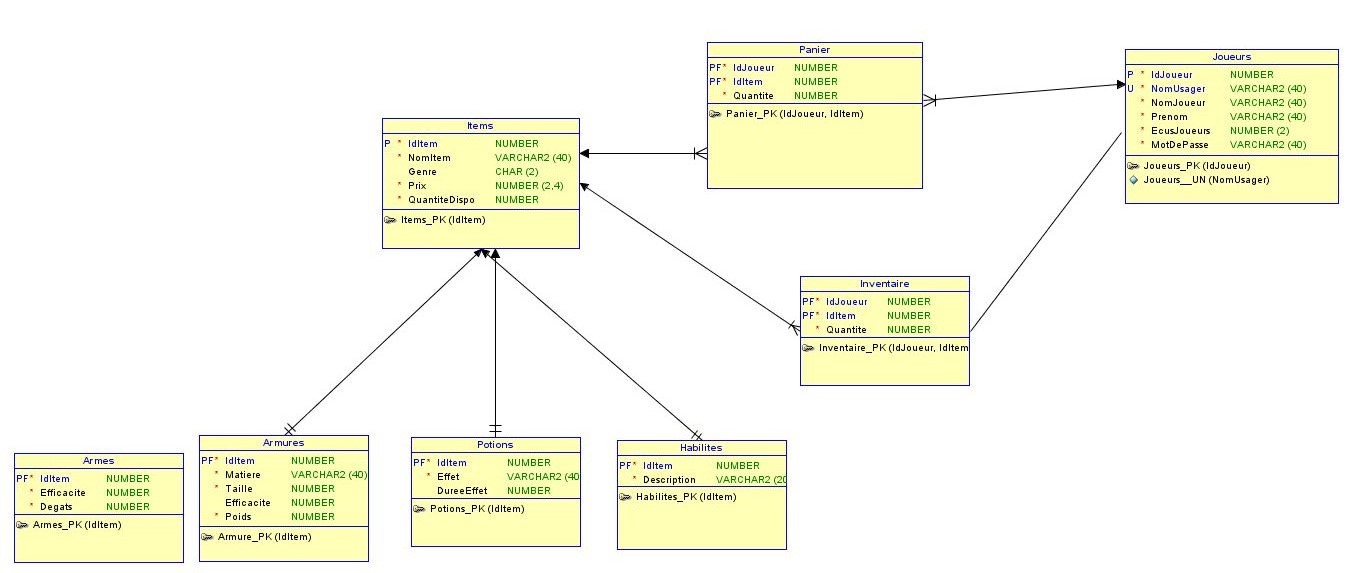 Panier
PF* IdJoueur NUMBER
PF* IdItem NUMBER
* Quantite NUMBER
Panier_PK (IdJoueur, IdItem)
Joueurs
P * IdJoueur NUMBER
U * NomUsager VARCHAR2 (40)
* NomJoueur VARCHAR2 (40)
* Prenom VARCHAR2 (40)
* EcusJoueurs NUMBER (2)
* MotDePasse VARCHAR2 (40)
Joueurs_PK (IdJoueur)
Joueurs__UN (NomUsager)
Items
P * IdItem NUMBER
* NomItem VARCHAR2 (40)
Genre CHAR (2)
* Prix NUMBER (2,4)
* QuantiteDispo NUMBER
Items_PK (IdItem)
Inventaire
PF* IdJoueur NUMBER
PF* IdItem NUMBER
* Quantite NUMBER
Inventaire_PK (IdJoueur, IdItem
Armes
PF* IdItem NUMBER
* Efficacite NUMBER
* Degats NUMBER
Armes_PK (IdItem)
Armures
PF* IdItem NUMBER
* Matiere VARCHAR2 (40)
* Taille NUMBER
Efficacite NUMBER
* Poids NUMBER
Armure_PK (IdItem)
Potions
PF* IdItem NUMBER
* Effet VARCHAR2 (40
DureeEffet NUMBER
Potions_PK (IdItem)
Habilites
PF* IdItem NUMBER
* Description VARCHAR2 (20
Habilites_PK (IdItem)